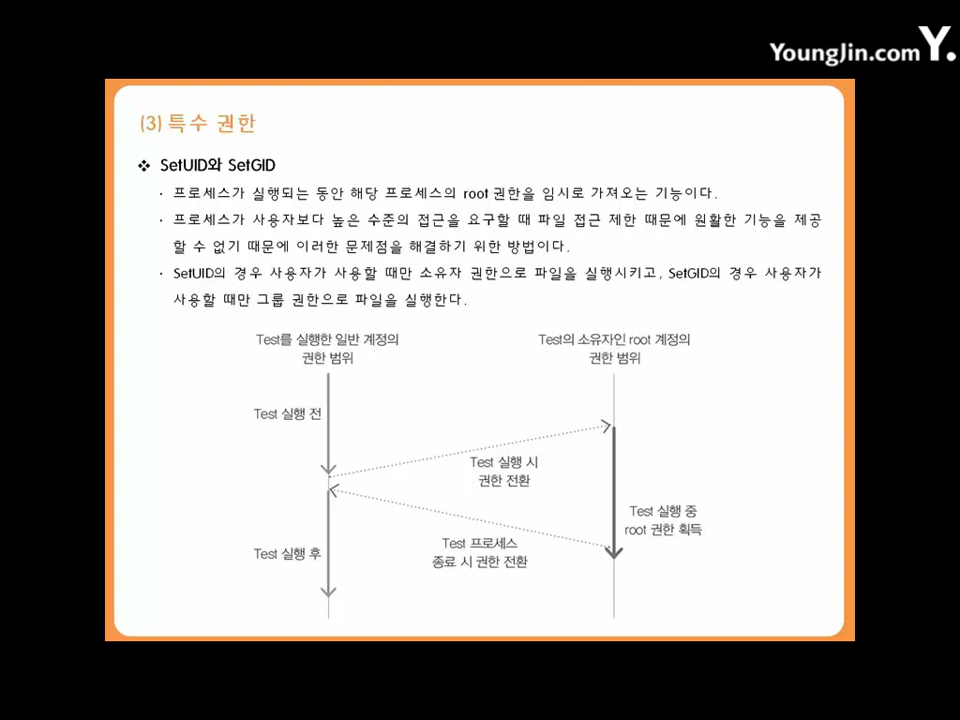 YoungJin.com Y.
(3) 특수 권한
❖ SetUID와 SetGID
· 프로세스가 실행되는 동안 해당 프로세스의 root 권한을 임시로 가져오는 기능이다.
· 프로세스가 사용자보다 높은 수준의 접근을 요구할 때 파일 접근 제한 때문에 원활한 기능을 제공
할 수 없기 때문에 이러한 문제점을 해결하기 위한 방법이다.
· SetUID의 경우 사용자가 사용할 때만 소유자 권한으로 파일을 실행시키고, SetGID의 경우 사용자가
사용할 때만 그룹 권한으로 파일을 실행한다.
Test를 실행한 일반 계정의
권한 범위
Test의 소유자인 root 계정의
권한 범위
Test 실행 전
Test 실행 시
권한 전환
Test 실행 중
root 권한 획득
Test 프로세스
종료 시 권한 전환
Test 실행 후